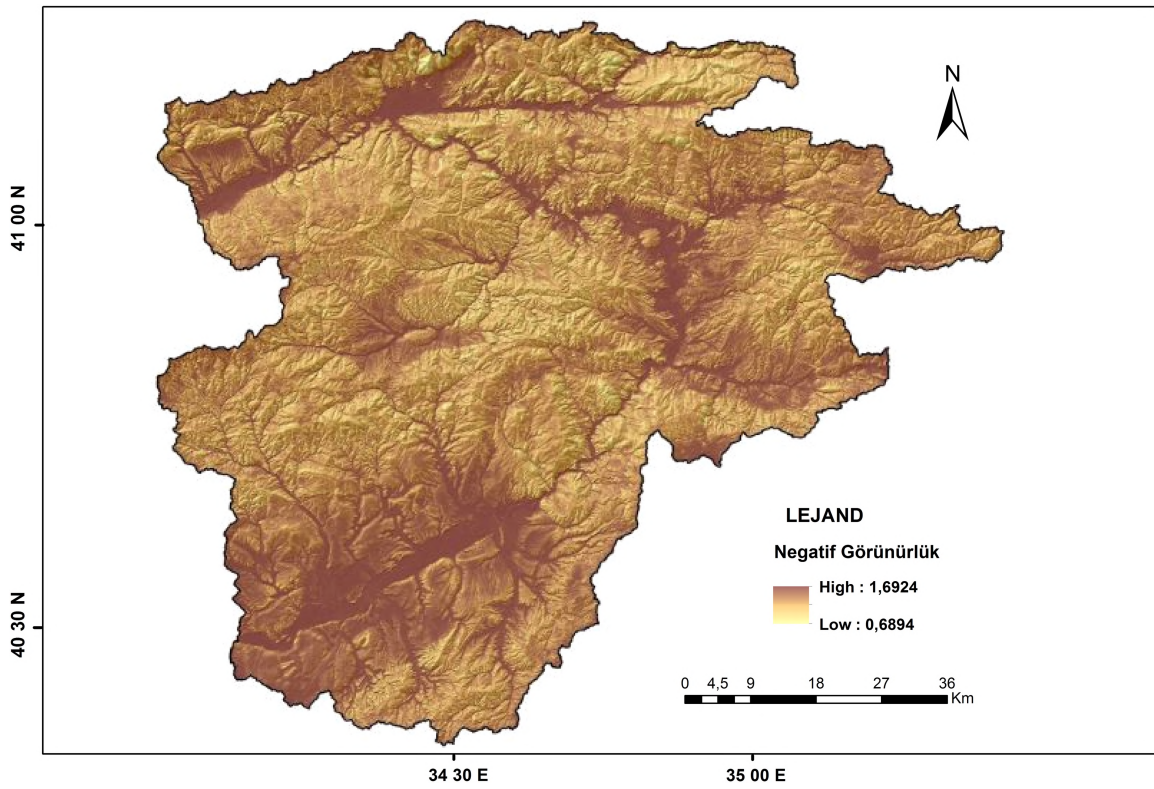 N
41 00 N
LEJAND
Negatif Görünürlük
High : 1,6924
Low : 0,6894
40 30 N
0 4,5 9 18 27 36
Km
34 30 E 35 00 E